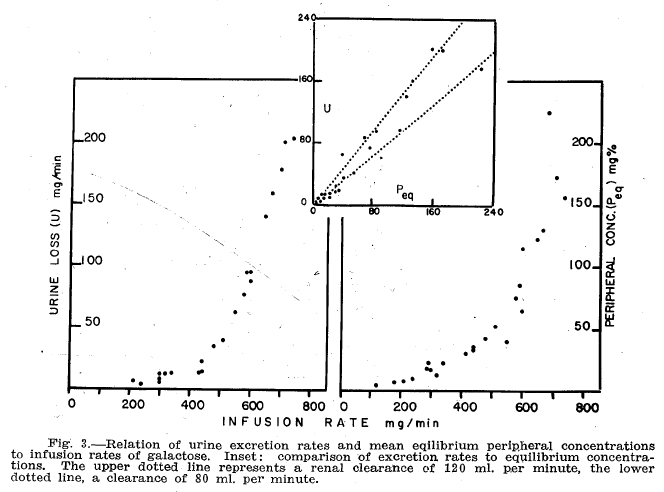 240
160
U
80
P eq
0
0 80 160 240
URINE LOSS (U) mg/min
200
150
100
50
0 200 400 600 800
PERIPHERAL CONC. (P eq) mg%
200
150
100
50
0 200 400 600 800
INFUSION RATE mg/min
Fig. 3.—Relation of urine excretion rates and mean eqilibrium peripheral concentrations
to infusion rates of galactose. Inset: comparison of excretion rates to equilibrium concentra-
tions. The upper dotted line represents a renal clearance of 120 ml. per minute, the lower
dotted line, a clearance of 80 ml. per minute.